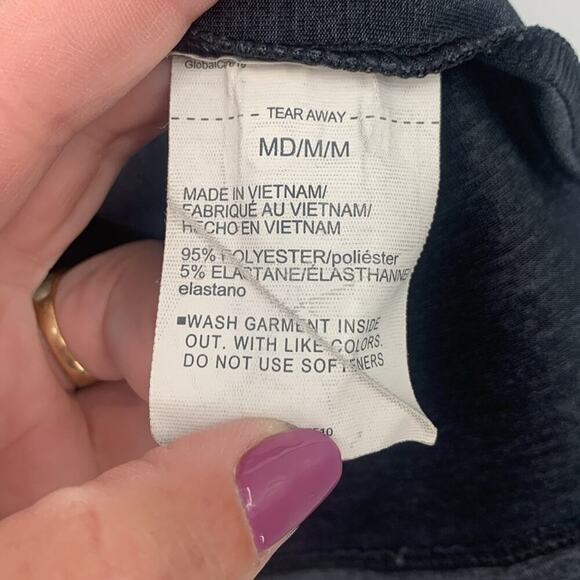 TEAR AWAY
MD/M/M
MADE IN VIETNAM/
FABRIQUÉ AU VIETNAM/
HECHO EN VIETNAM
95% POLYESTER/poliéster
5% ELASTANE/ÉLASTHANNE
elastano
■WASH GARMENT INSIDE
OUT. WITH LIKE COLORS.
DO NOT USE SOFTENERS